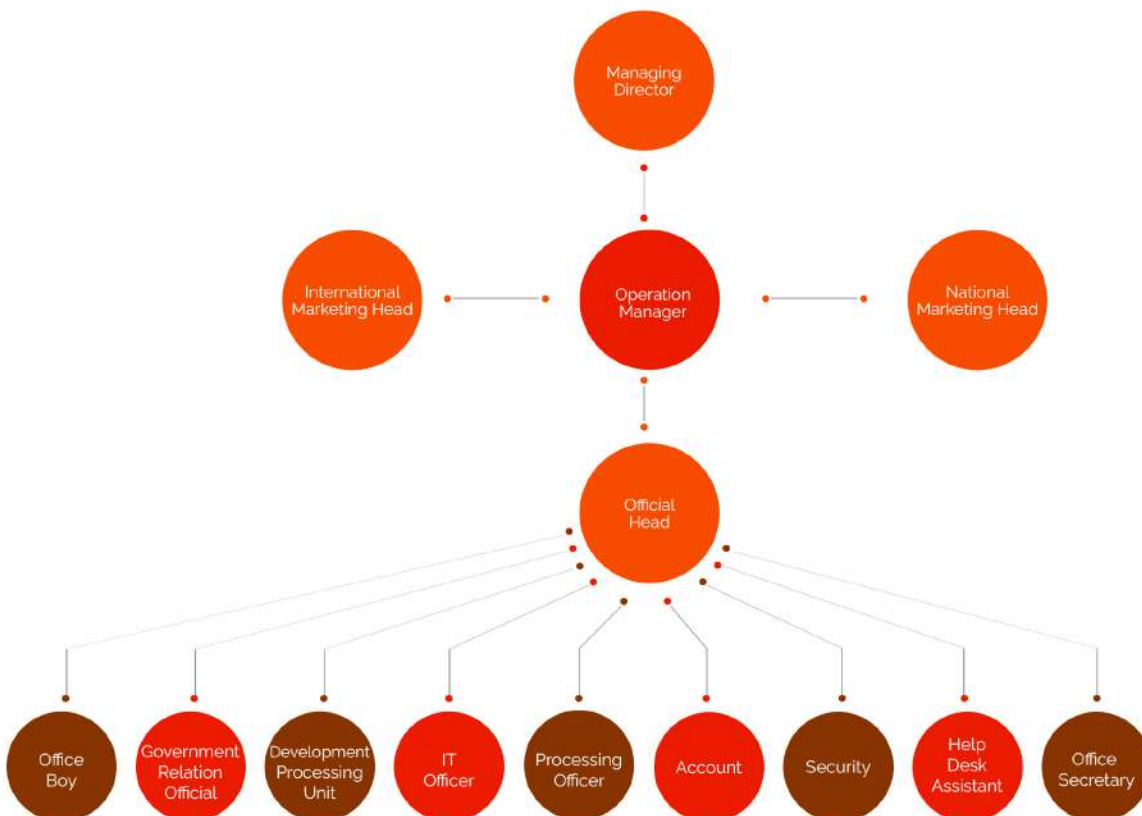 Managing
Director
International
Marketing Head
Operation
Manager
National
Marketing Head
Official
Head
Office
Boy
Government
Relation
Official
Development
Processing
Unit
IT
Officer
Processing
Officer
Account
Security
Help
Desk
Assistant
Office
Secretary